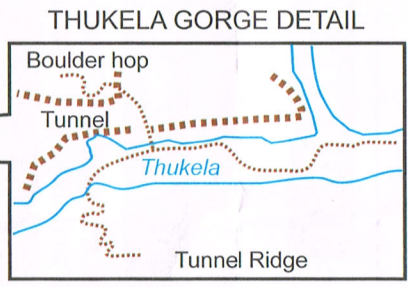 THUKELA GORGE DETAIL
Boulder hop
Tunnel
Thukela
Tunnel Ridge